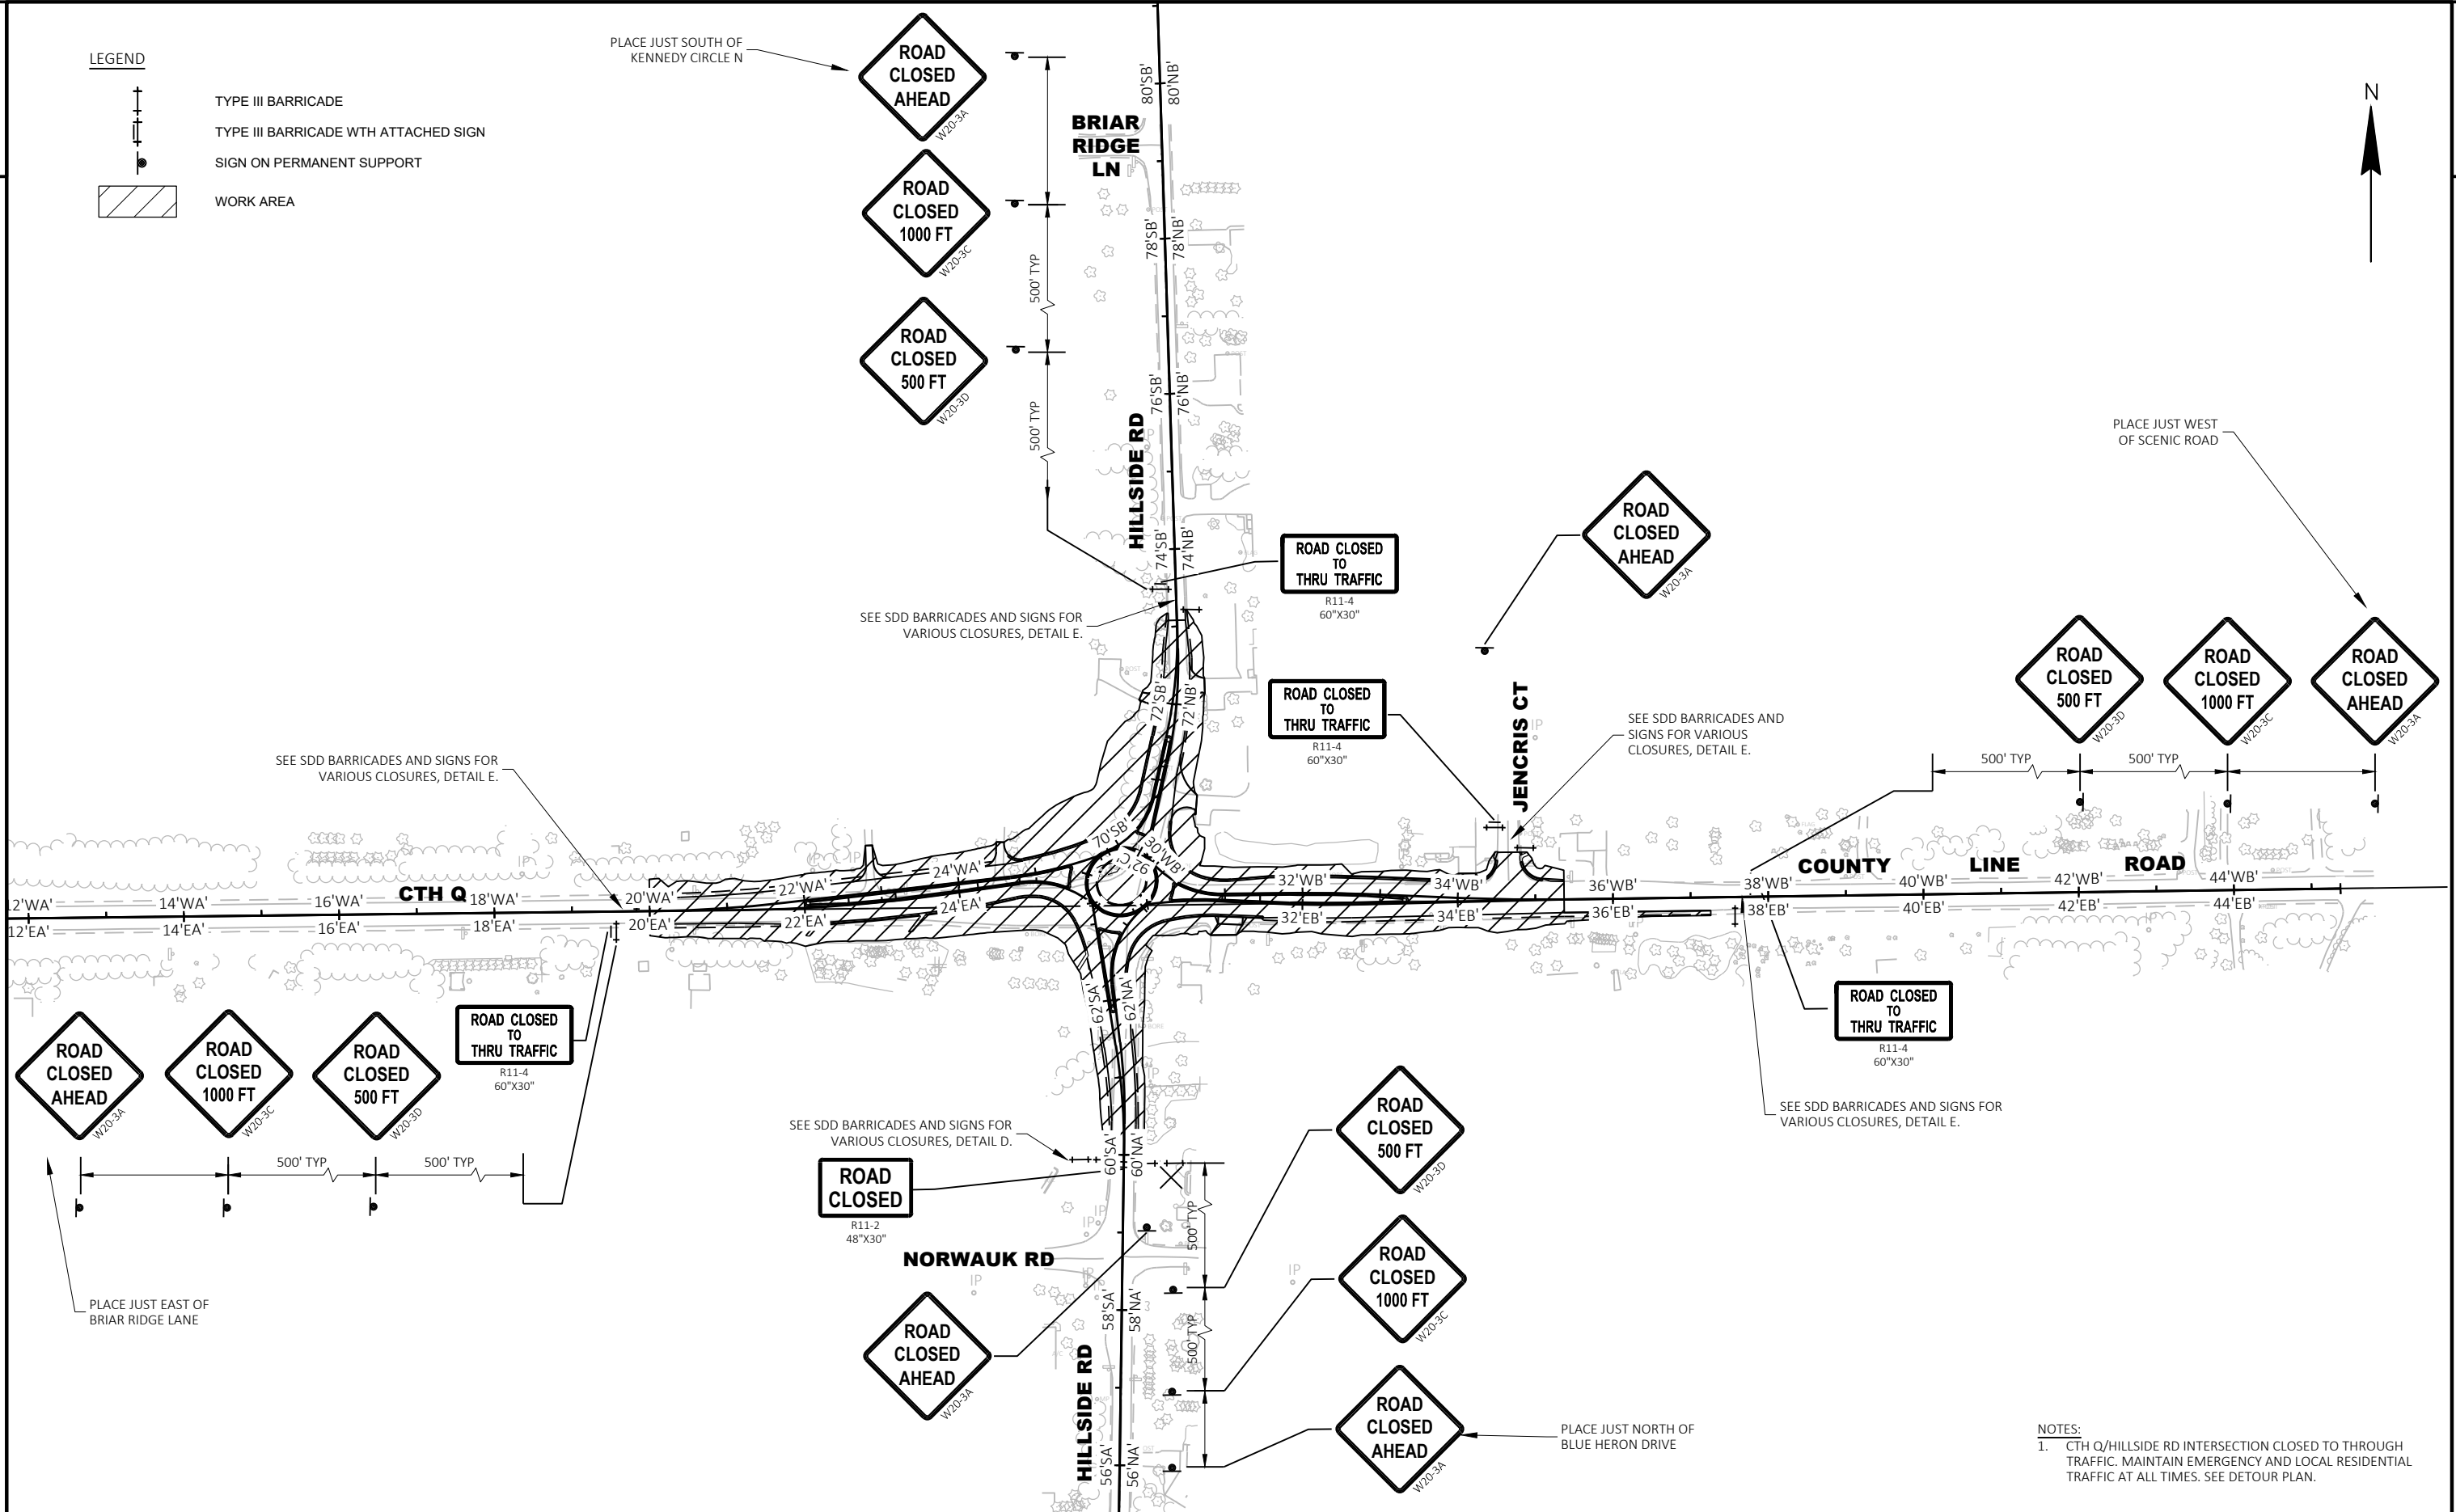 LEGEND
TYPE III BARRICADE
TYPE III BARRICADE WTH ATTACHED SIGN
SIGN ON PERMANENT SUPPORT
WORK AREA
PLACE JUST SOUTH OF
KENNEDY CIRCLE N
ROAD
CLOSED
AHEAD
W20-3A
ROAD
CLOSED
1000 FT
W20-3C
ROAD
CLOSED
500 FT
W20-3D
500' TYP
500' TYP
BRIAR
RIDGE
LN
HILLSIDE RD
80'SB'
80'NB'
78'SB'
78'NB'
76'SB'
76'NB'
74'SB'
74'NB'
72'SB'
72'NB'
70'SB'
N
ROAD CLOSED
TO
THRU TRAFFIC
R11-4
60"X30"
SEE SDD BARRICADES AND SIGNS FOR
VARIOUS CLOSURES, DETAIL E.
ROAD
CLOSED
AHEAD
W20-3A
ROAD CLOSED
TO
THRU TRAFFIC
R11-4
60"X30"
JENCRIS CT
SEE SDD BARRICADES AND
SIGNS FOR VARIOUS
CLOSURES, DETAIL E.
PLACE JUST WEST
OF SCENIC ROAD
ROAD
CLOSED
500 FT
W20-3D
ROAD
CLOSED
1000 FT
W20-3C
ROAD
CLOSED
AHEAD
W20-3A
500' TYP
500' TYP
SEE SDD BARRICADES AND SIGNS FOR
VARIOUS CLOSURES, DETAIL E.
CTH Q
COUNTY LINE ROAD
12'WA'
14'WA'
16'WA'
18'WA'
20'WA'
22'WA'
24'WA'
30'WB'
92'C'
32'WB'
34'WB'
36'WB'
38'WB'
40'WB'
42'WB'
44'WB'
12'EA'
14'EA'
16'EA'
18'EA'
20'EA'
22'EA'
24'EA'
32'EB'
34'EB'
36'EB'
38'EB'
40'EB'
42'EB'
44'EB'
ROAD
CLOSED
AHEAD
W20-3A
ROAD
CLOSED
1000 FT
W20-3C
ROAD
CLOSED
500 FT
W20-3D
ROAD CLOSED
TO
THRU TRAFFIC
R11-4
60"X30"
500' TYP
500' TYP
PLACE JUST EAST OF
BRIAR RIDGE LANE
62'SA'
62'NA'
60'SA'
60'NA'
58'SA'
58'NA'
56'SA'
56'NA'
SEE SDD BARRICADES AND SIGNS FOR
VARIOUS CLOSURES, DETAIL D.
ROAD
CLOSED
R11-2
48"X30"
NORWAUK RD
ROAD
CLOSED
AHEAD
W20-3A
HILLSIDE RD
500' TYP
500' TYP
ROAD
CLOSED
500 FT
W20-3D
ROAD
CLOSED
1000 FT
W20-3C
ROAD
CLOSED
AHEAD
W20-3A
PLACE JUST NORTH OF
BLUE HERON DRIVE
ROAD CLOSED
TO
THRU TRAFFIC
R11-4
60"X30"
SEE SDD BARRICADES AND SIGNS FOR
VARIOUS CLOSURES, DETAIL E.
NOTES:
1. CTH Q/HILLSIDE RD INTERSECTION CLOSED TO THROUGH
TRAFFIC. MAINTAIN EMERGENCY AND LOCAL RESIDENTIAL
TRAFFIC AT ALL TIMES. SEE DETOUR PLAN.